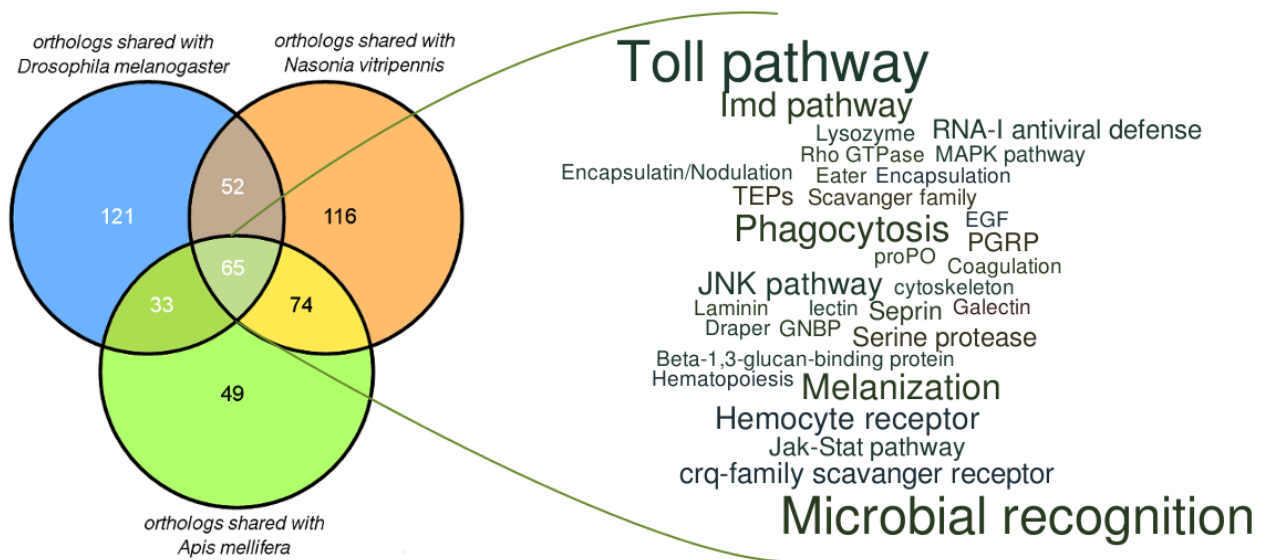 orthologs shared with
Drosophila melanogaster
orthologs shared with
Nasonia vitripennis
121
52
116
65
33
74
49
orthologs shared with
Apis mellifera
Toll pathway
Imd pathway
Lysozyme RNA-I antiviral defense
Rho GTPase MAPK pathway
Encapsulatin/Nodulation Eater Encapsulation
TEPs Scavanger family
Phagocytosis EGF
PGRP
proPO Coagulation
JNK pathway cytoskeleton
Laminin lectin Seprin Galectin
Draper GNBP Serine protease
Beta-1,3-glucan-binding protein
Hematopoiesis Melanization
Hemocyte receptor
Jak-Stat pathway
crq-family scavanger receptor
Microbial recognition